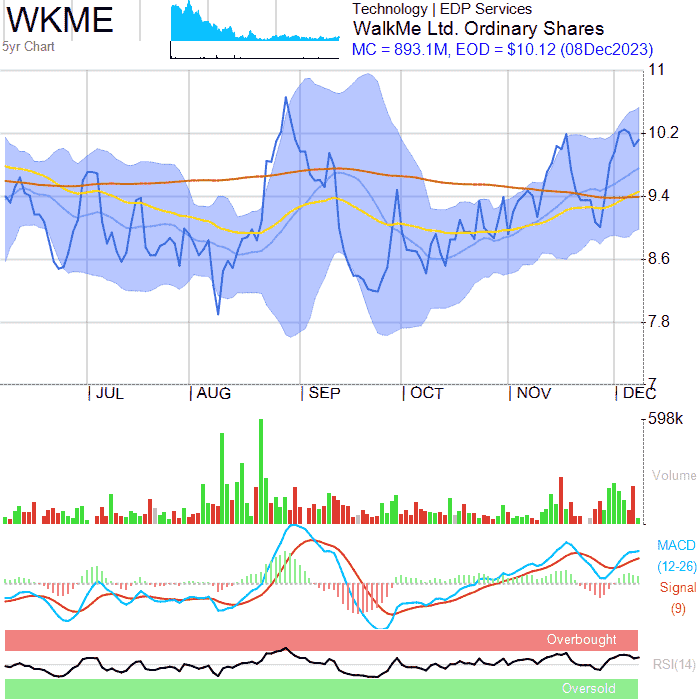 WKME
5yr Chart
Technology | EDP Services
WalkMe Ltd. Ordinary Shares
MC = 893.1M, EOD = $10.12 (08Dec2023)
11
10.2
9.4
8.6
7.8
7
JUL AUG SEP OCT NOV DEC
598k
Volume
MACD
(12-26)
Signal
(9)
Overbought
RSI(14)
Oversold